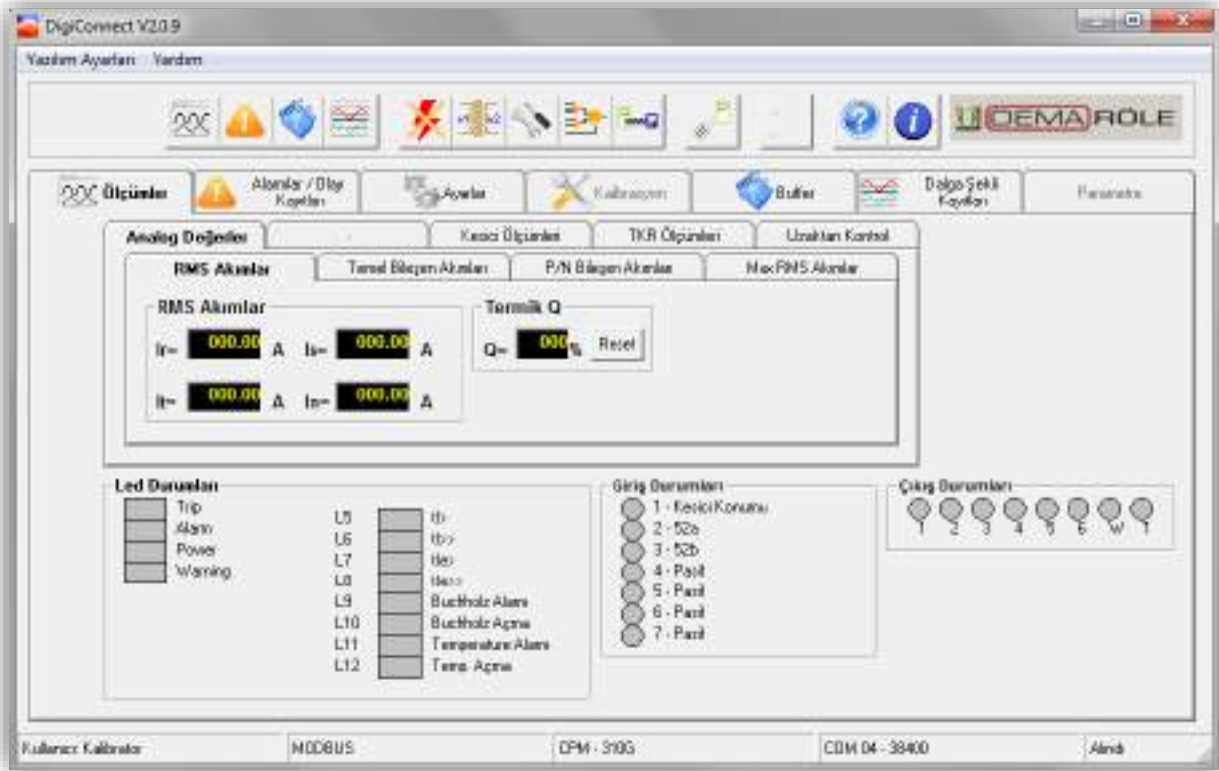 DigiConnect V2.0.9
Yazılım Ayarları Yardım
DEMA RÖLE
Ölçümler
Alarmlar / Olay Kayıtları
Ayarlar
Kalibrasyon
Buffer
Dalga Şekli Kayıtları
Parametre
Analog Değerler
Kesici Ölçümleri
TKR Ölçümleri
Uzaktan Kontrol
RMS Akımlar
Temel Bileşen Akımları
P/N Bileşen Akımları
Max RMS Akımlar
RMS Akımlar
Ir= 000.00 A Is= 000.00 A
It= 000.00 A In= 000.00 A
Termik Q
Q= 000 % Reset
Led Durumları
Trip
Alarm
Power
Warning
L5
L6
L7
L8
L9 Buchholz Alarm
L10 Buchholz Açma
L11 Temperature Alarm
L12 Temp. Açma
Giriş Durumları
1 - Kesici Konumu
2 - 52a
3 - 52b
4 - Pasif
5 - Pasif
6 - Pasif
7 - Pasif
Çıkış Durumları
1 2 3 4 5 6 W T
Kullanıcı: Kalibrator MODBUS CPM - 310G COM 04 - 38400 Alındı